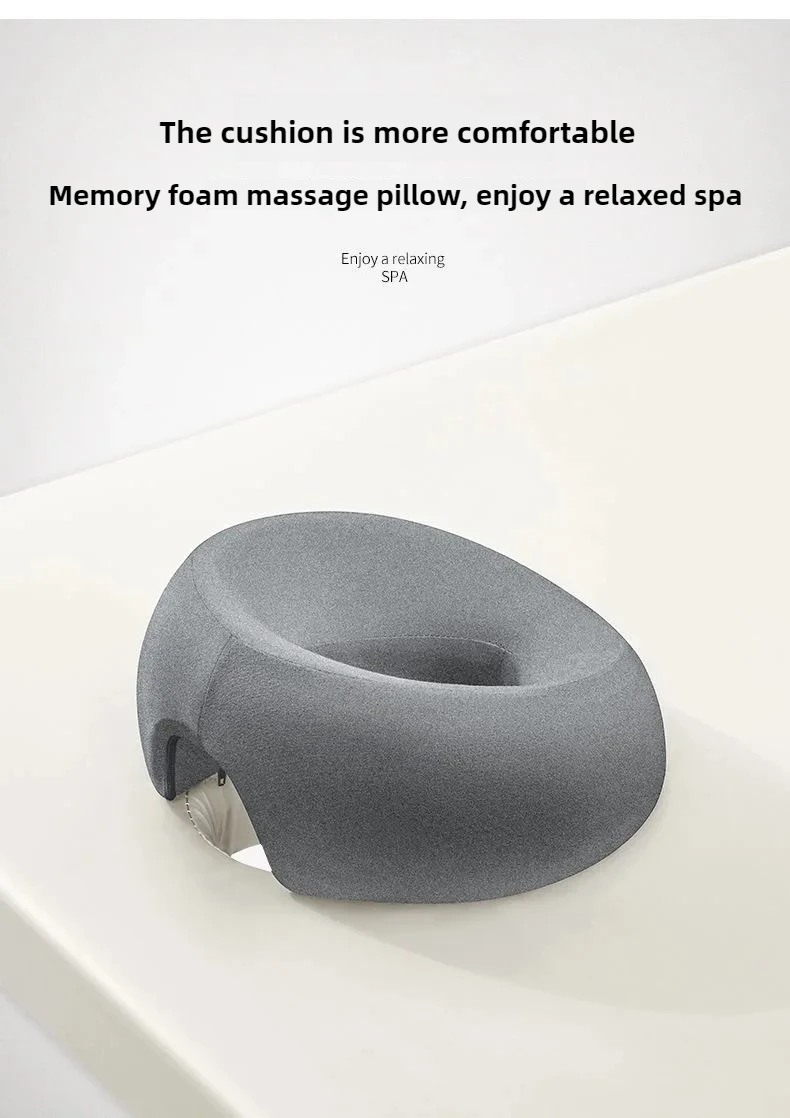 The cushion is more comfortable
Memory foam massage pillow, enjoy a relaxed spa
Enjoy a relaxing
SPA